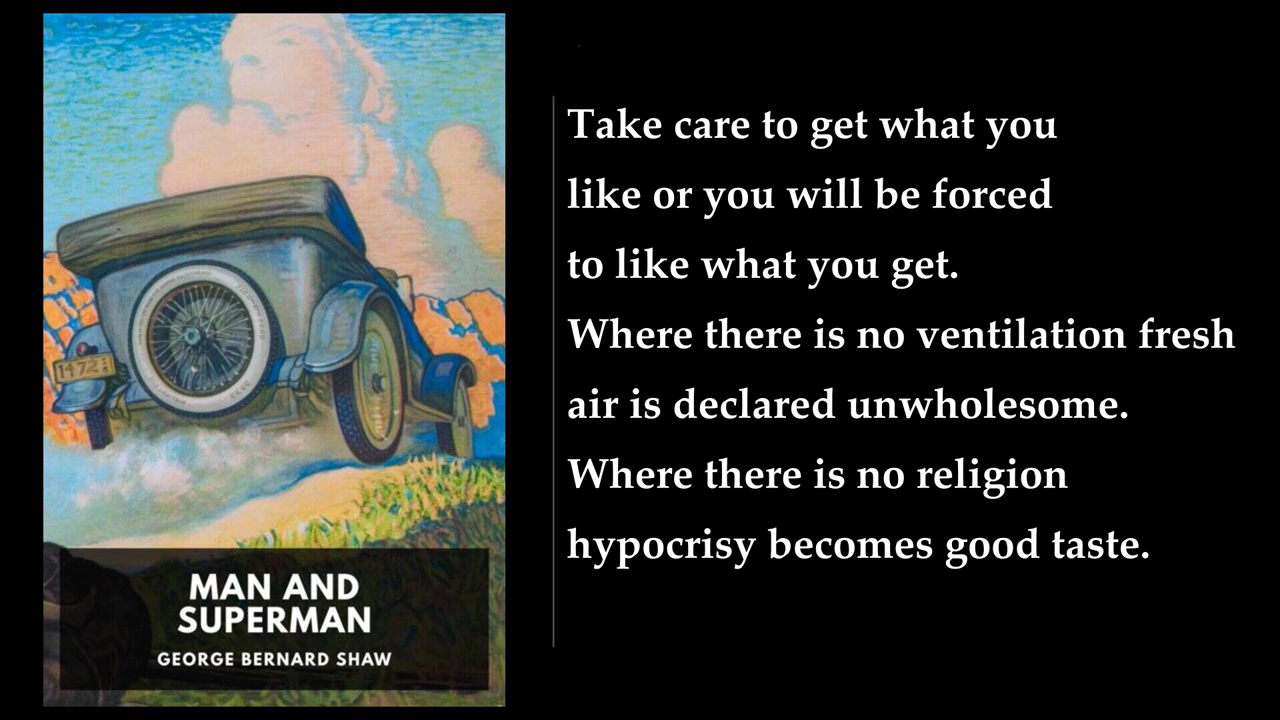 Take care to get what you
like or you will be forced
to like what you get.
Where there is no ventilation fresh
air is declared unwholesome.
Where there is no religion
hypocrisy becomes good taste.
1472
MAN AND
SUPERMAN
GEORGE BERNARD SHAW